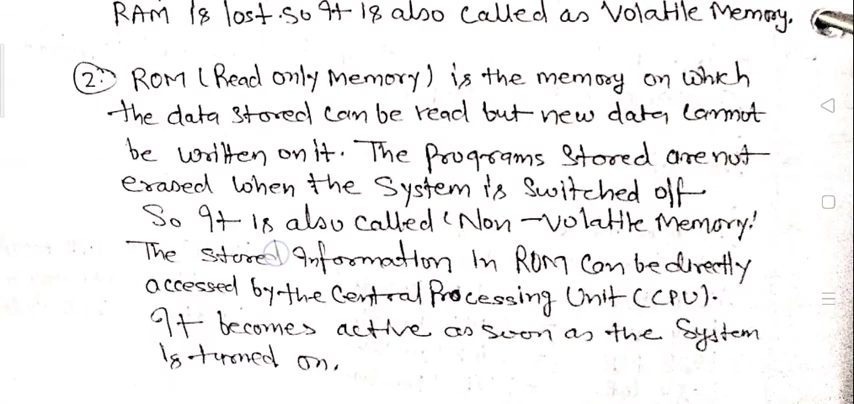 RAM is lost. So It is also called as Volatile Memory.
2. ROM (Read only Memory) is the memory on which
the data stored can be read but new data, cannot
be written on it. The Programs Stored are not
erased when the System is Switched off
So It is also called 'Non-Volatile Memory.'
The stored Information In ROM Can be directly
accessed by the Central Processing Unit (CPU).
It becomes active as soon as the System
Is turned on.